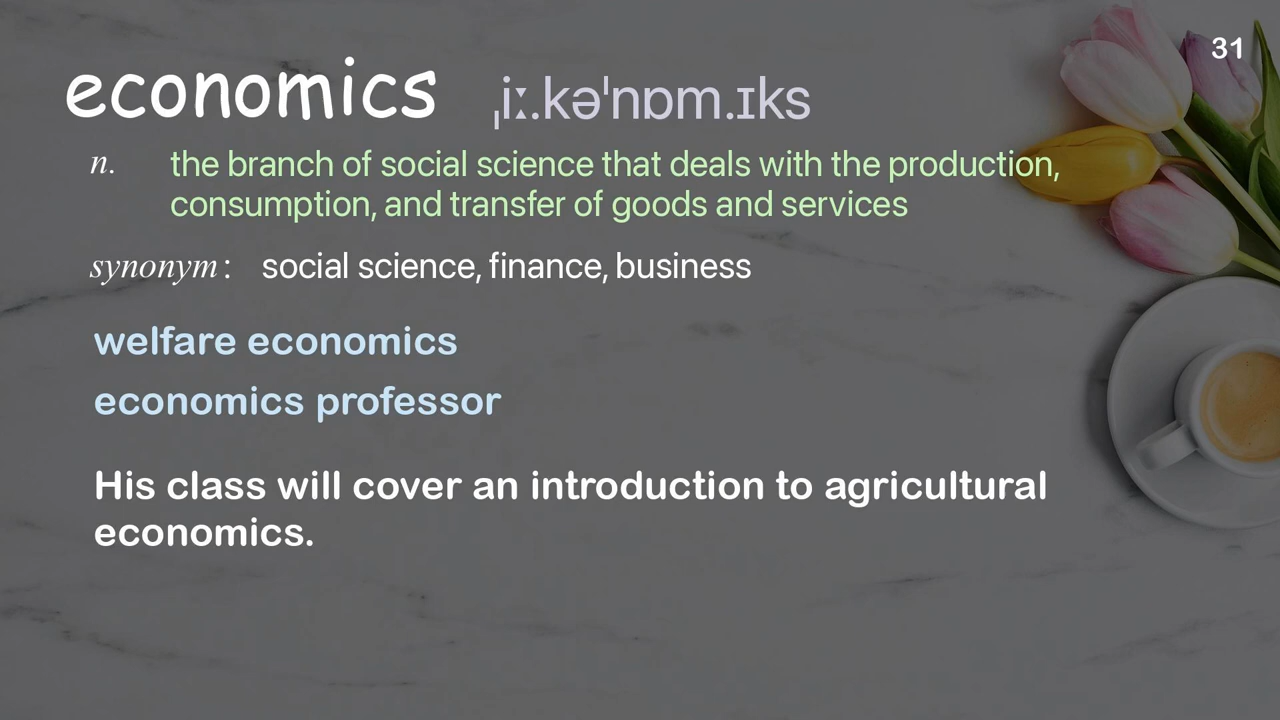 31
economics ˌiː.kəˈnɒm.ɪks
n. the branch of social science that deals with the production,
consumption, and transfer of goods and services
synonym: social science, finance, business
welfare economics
economics professor
His class will cover an introduction to agricultural
economics.